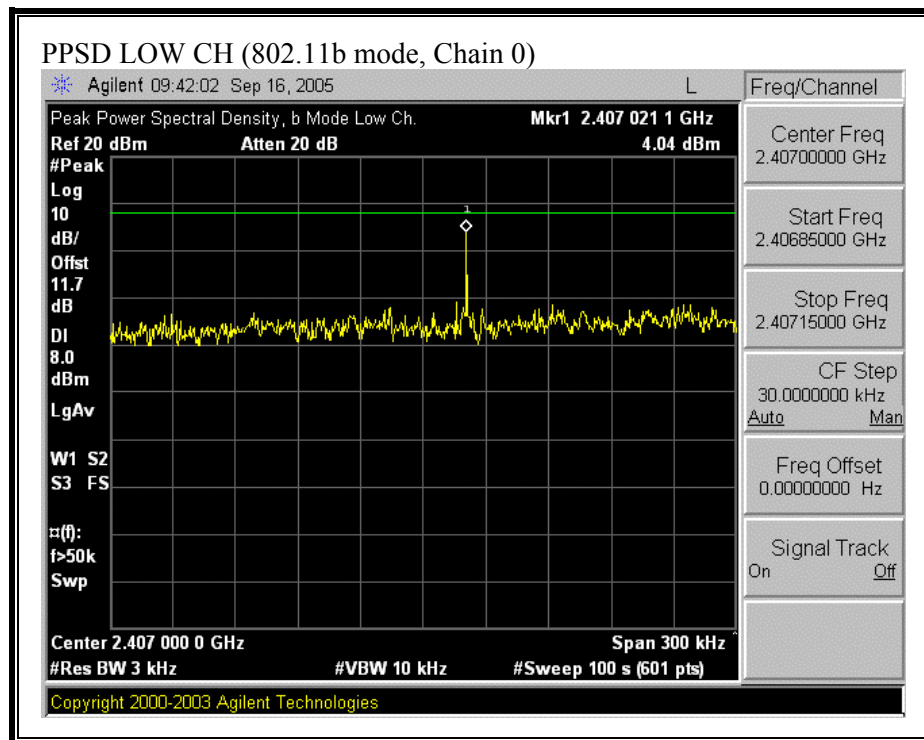 PPSD LOW CH (802.11b mode, Chain 0)
Agilent 09:42:02 Sep 16, 2005 L Freq/Channel
Peak Power Spectral Density, b Mode Low Ch. Mkr1 2.407 021 1 GHz
Ref 20 dBm Atten 20 dB 4.04 dBm
#Peak
Log
10
dB/
Offst
11.7
dB
DI
8.0
dBm
LgAv
W1 S2
S3 FS
¤(f):
f>50k
Swp
1
Center 2.407 000 0 GHz Span 300 kHz
#Res BW 3 kHz #VBW 10 kHz #Sweep 100 s (601 pts)
Center Freq
2.40700000 GHz
Start Freq
2.40685000 GHz
Stop Freq
2.40715000 GHz
CF Step
30.0000000 kHz
Auto Man
Freq Offset
0.00000000 Hz
Signal Track
On Off
Copyright 2000-2003 Agilent Technologies